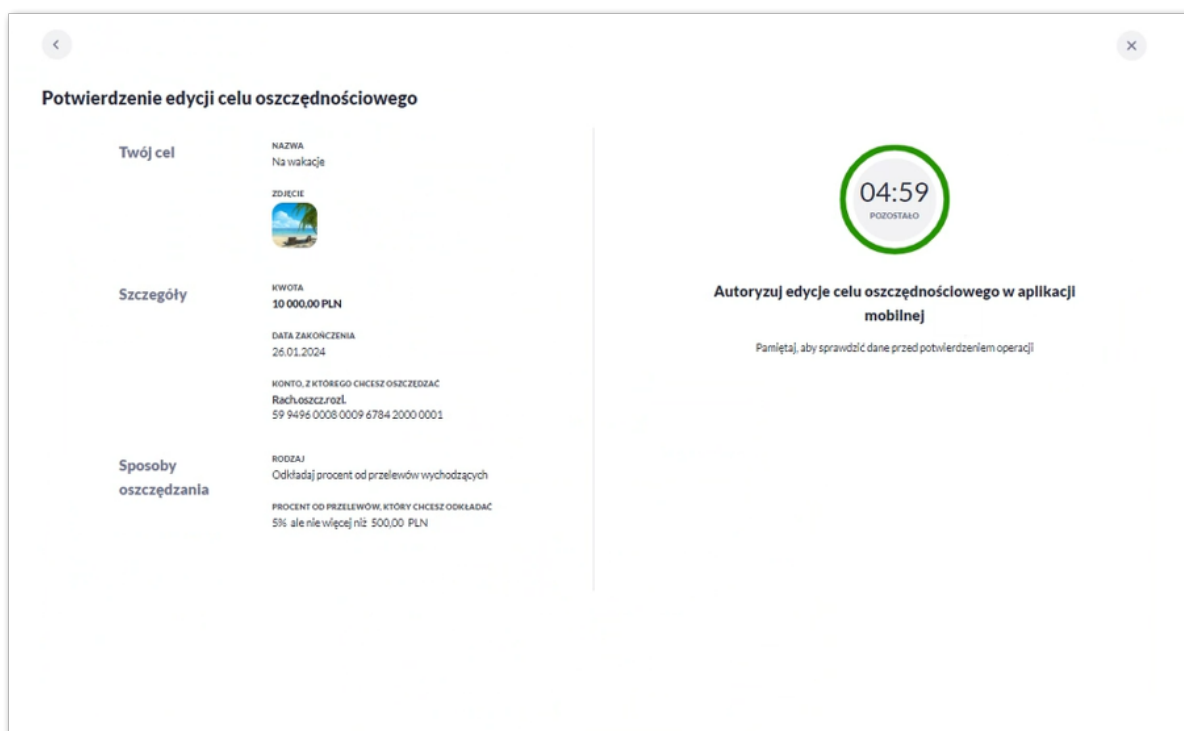 Potwierdzenie edycji celu oszczędnościowego
Twój cel
NAZWA
Na wakacje
ZDJĘCIE
Szczegóły
KWOTA
10 000,00 PLN
DATA ZAKOŃCZENIA
26.01.2024
KONTO, Z KTÓREGO CHCESZ OSZCZĘDZAĆ
Rach.oszcz.rozl.
59 9496 0008 0009 6784 2000 0001
Sposoby
oszczędzania
RODZAJ
Odkładaj procent od przelewów wychodzących
PROCENT OD PRZELEWÓW, KTÓRY CHCESZ ODKŁADAĆ
5% ale nie więcej niż 500,00 PLN
04:59
POZOSTAŁO
Autoryzuj edycje celu oszczędnościowego w aplikacji
mobilnej
Pamiętaj, aby sprawdzić dane przed potwierdzeniem operacji